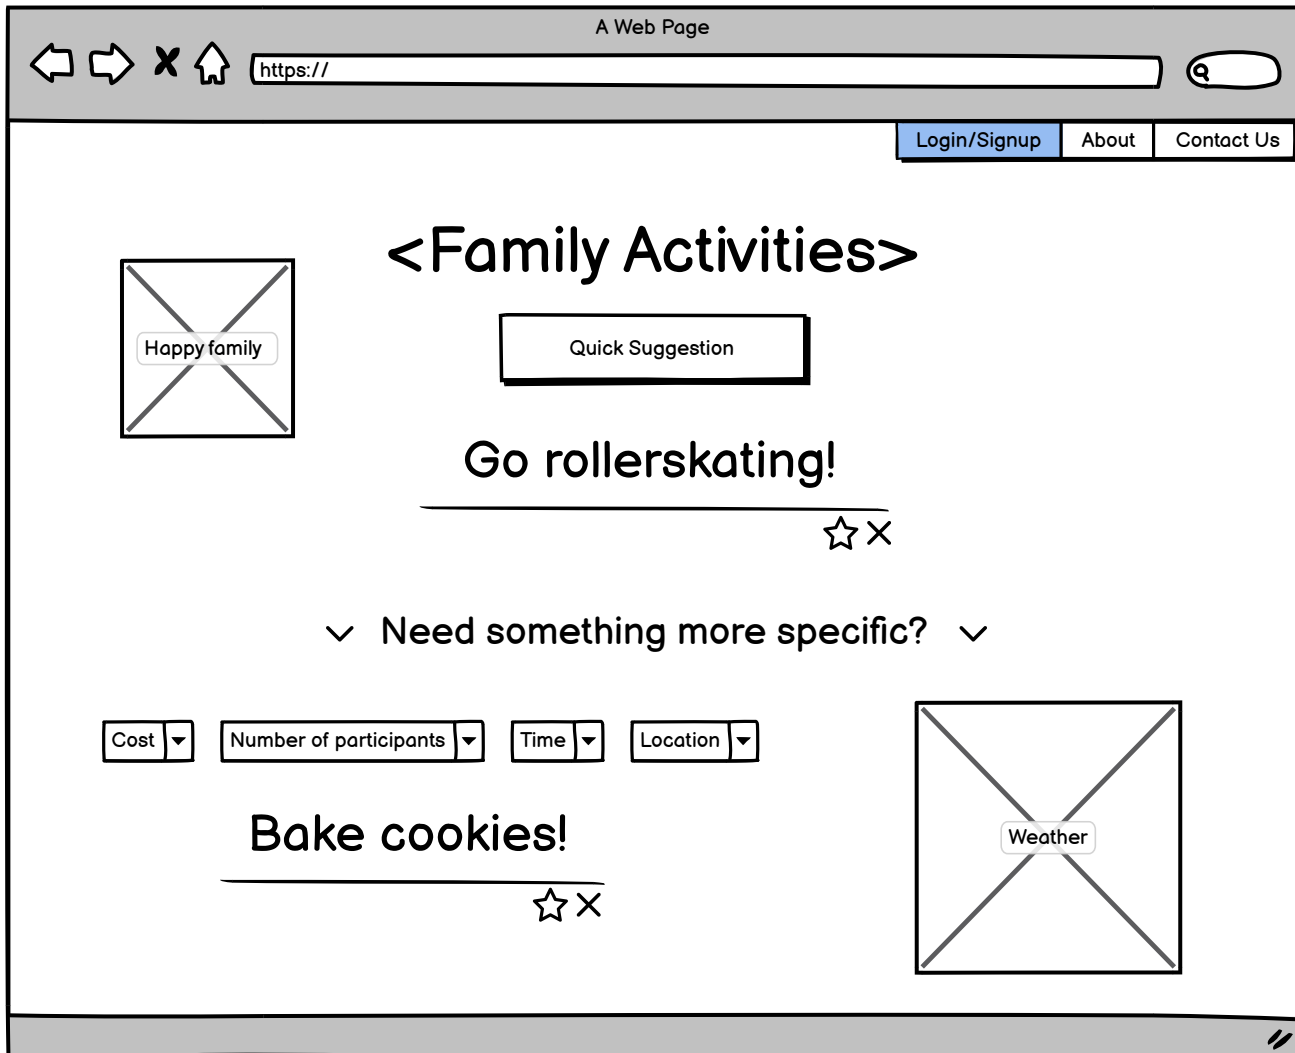 A Web Page
https://
Login/Signup About Contact Us
<Family Activities>
Happy family
Quick Suggestion
Go rollerskating!
Need something more specific?
Cost Number of participants Time Location
Bake cookies!
Weather